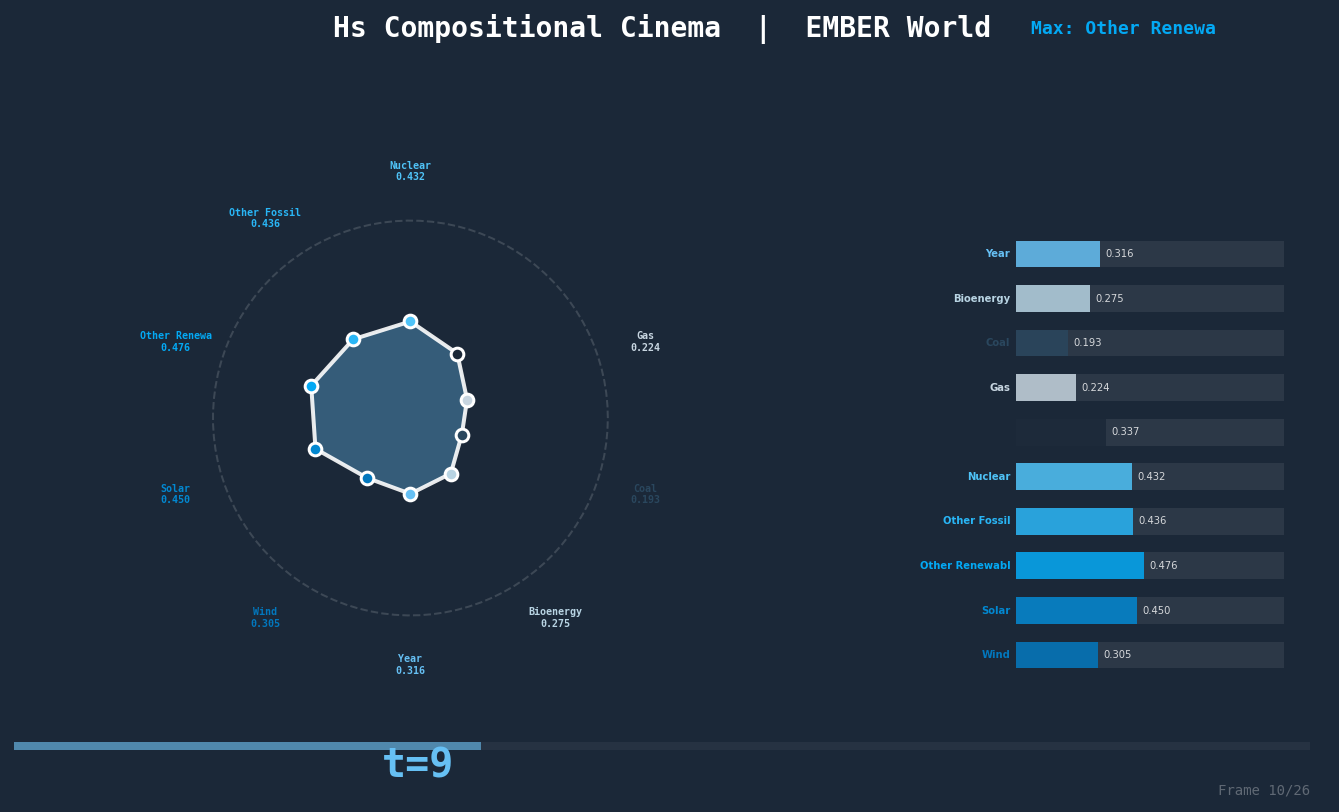 Hs Compositional Cinema | EMBER World
Max: Other Renewa
Nuclear
0.432
Other Fossil
0.436
Other Renewa
0.476
Gas
0.224
Solar
0.450
Coal
0.193
Wind
0.305
Bioenergy
0.275
Year
0.316
Year 0.316
Bioenergy 0.275
Coal 0.193
Gas 0.224
0.337
Nuclear 0.432
Other Fossil 0.436
Other Renewabl 0.476
Solar 0.450
Wind 0.305
t=9
Frame 10/26